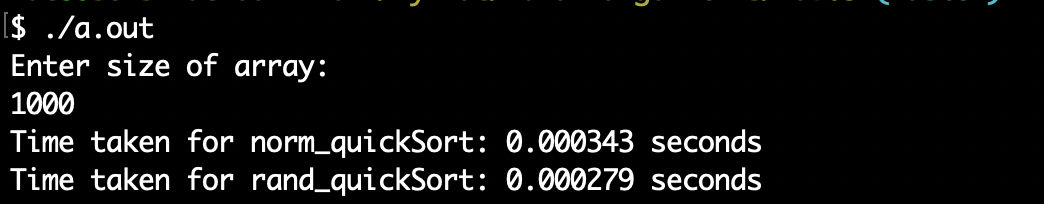 $ ./a.out
Enter size of array:
1000
Time taken for norm_quickSort: 0.000343 seconds
Time taken for rand_quickSort: 0.000279 seconds